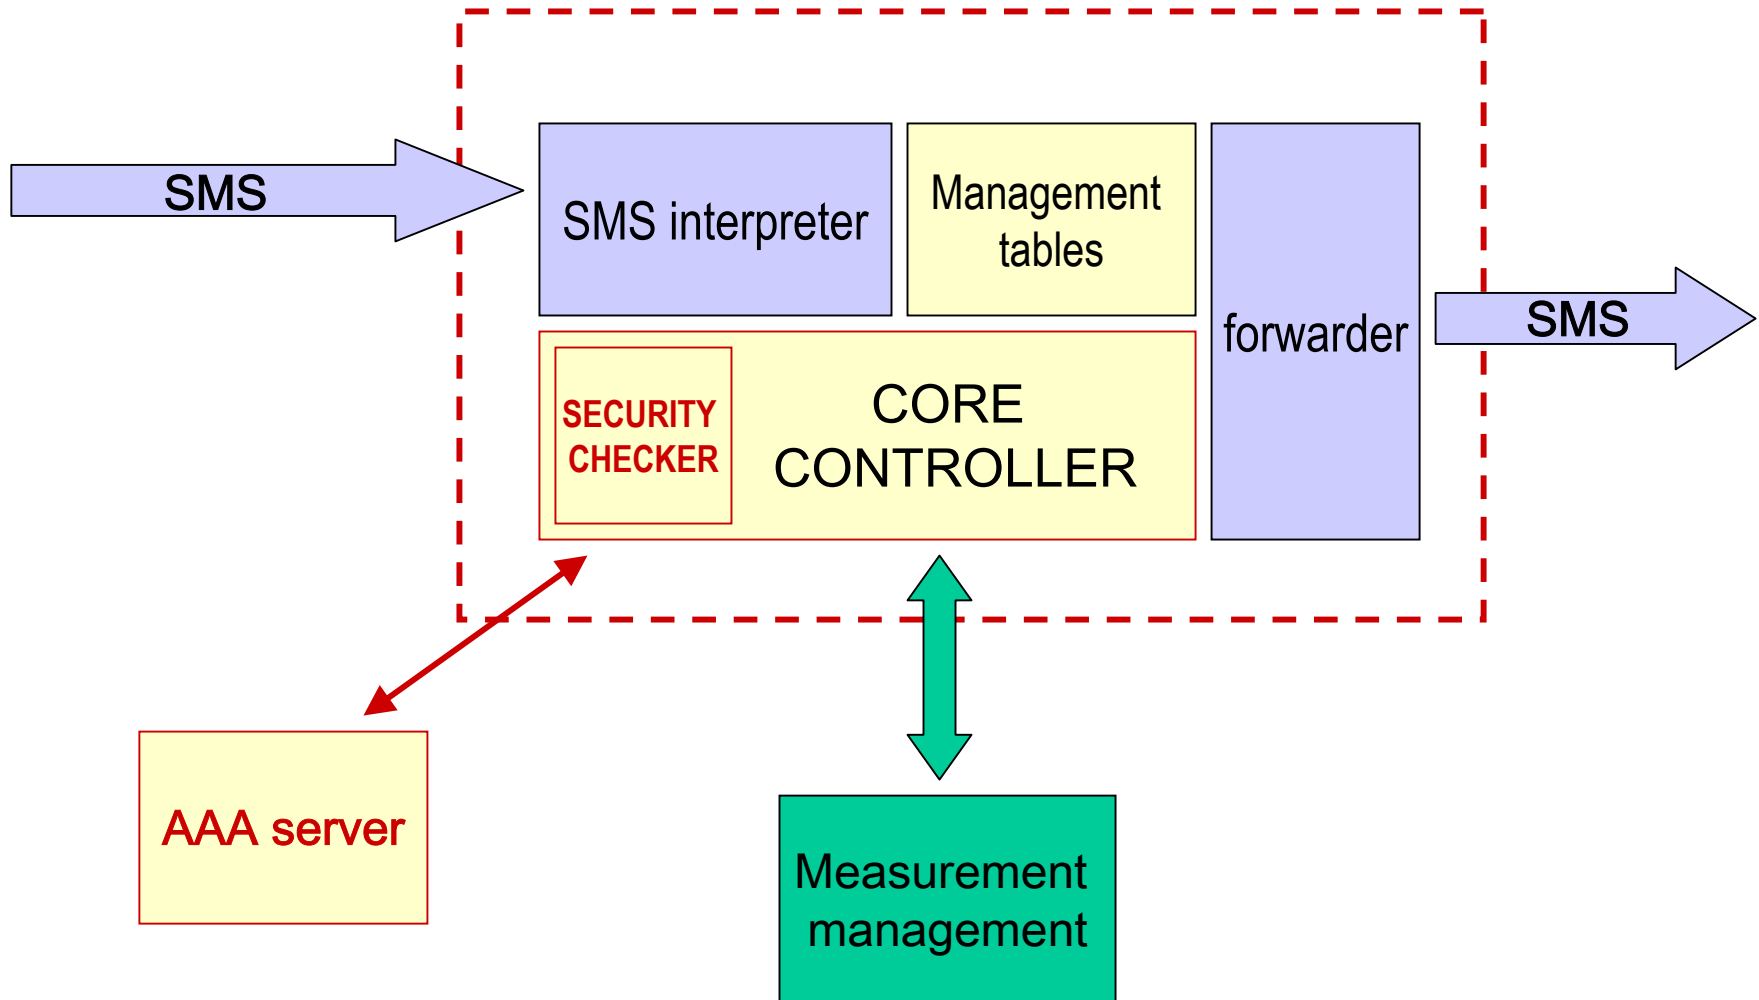 SMS
SMS interpreter
Management
tables
forwarder
SMS
SECURITY
CHECKER
CORE
CONTROLLER
AAA server
Measurement
management